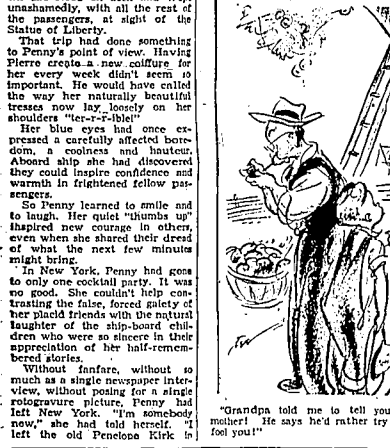 unashamedly, with all the rest of
the passengers, at sight of the
Statue of Liberty.
That trip had done something
to Penny's point of view. Having
Pierre create a new coiffure for
her every week didn't seem so
important. He would have called
the way her naturally beautiful
tresses now lay loosely on her
shoulders "ter-r-r-ible!"
Her blue eyes had once ex-
pressed a carefully affected bore-
dom, a coolness and hauteur.
Aboard ship she had discovered
they could inspire confidence and
warmth in frightened fellow pas-
sengers.
So Penny learned to smile and
to laugh. Her quiet "thumbs up"
inspired new courage in others,
even when she shared their dread
of what the next few minutes
might bring.
In New York, Penny had gone
to only one cocktail party. It was
no good. She couldn't help con-
trasting the false, forced gaiety of
her placid friends with the natural
laughter of the ship-board chil-
dren who were so sincere in their
appreciation of her half-remem-
bered stories.
Without fanfare, without so
much as a single newspaper inter-
view, without posing for a single
rotogravure picture, Penny had
left New York. "I'm somebody
now," she had told herself. "I
left the old Penelope Kirk in
"Grandpa told me to tell you
mother! He says he'd rather
fool you!"